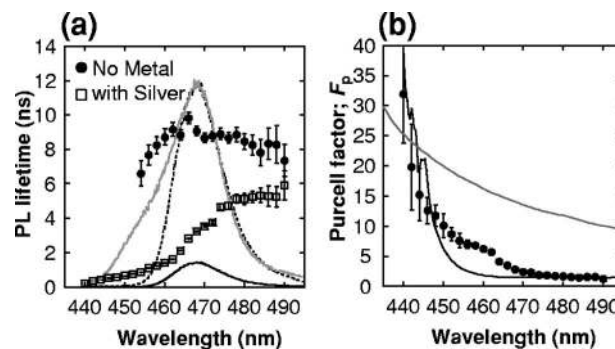 (a)
14
12
10
8
6
4
2
0
PL lifetime (ns)
No Metal
with Silver
440 450 460 470 480 490
Wavelength (nm)
(b)
40
35
30
25
20
15
10
5
0
Purcell factor; Fp
440 450 460 470 480 490
Wavelength (nm)